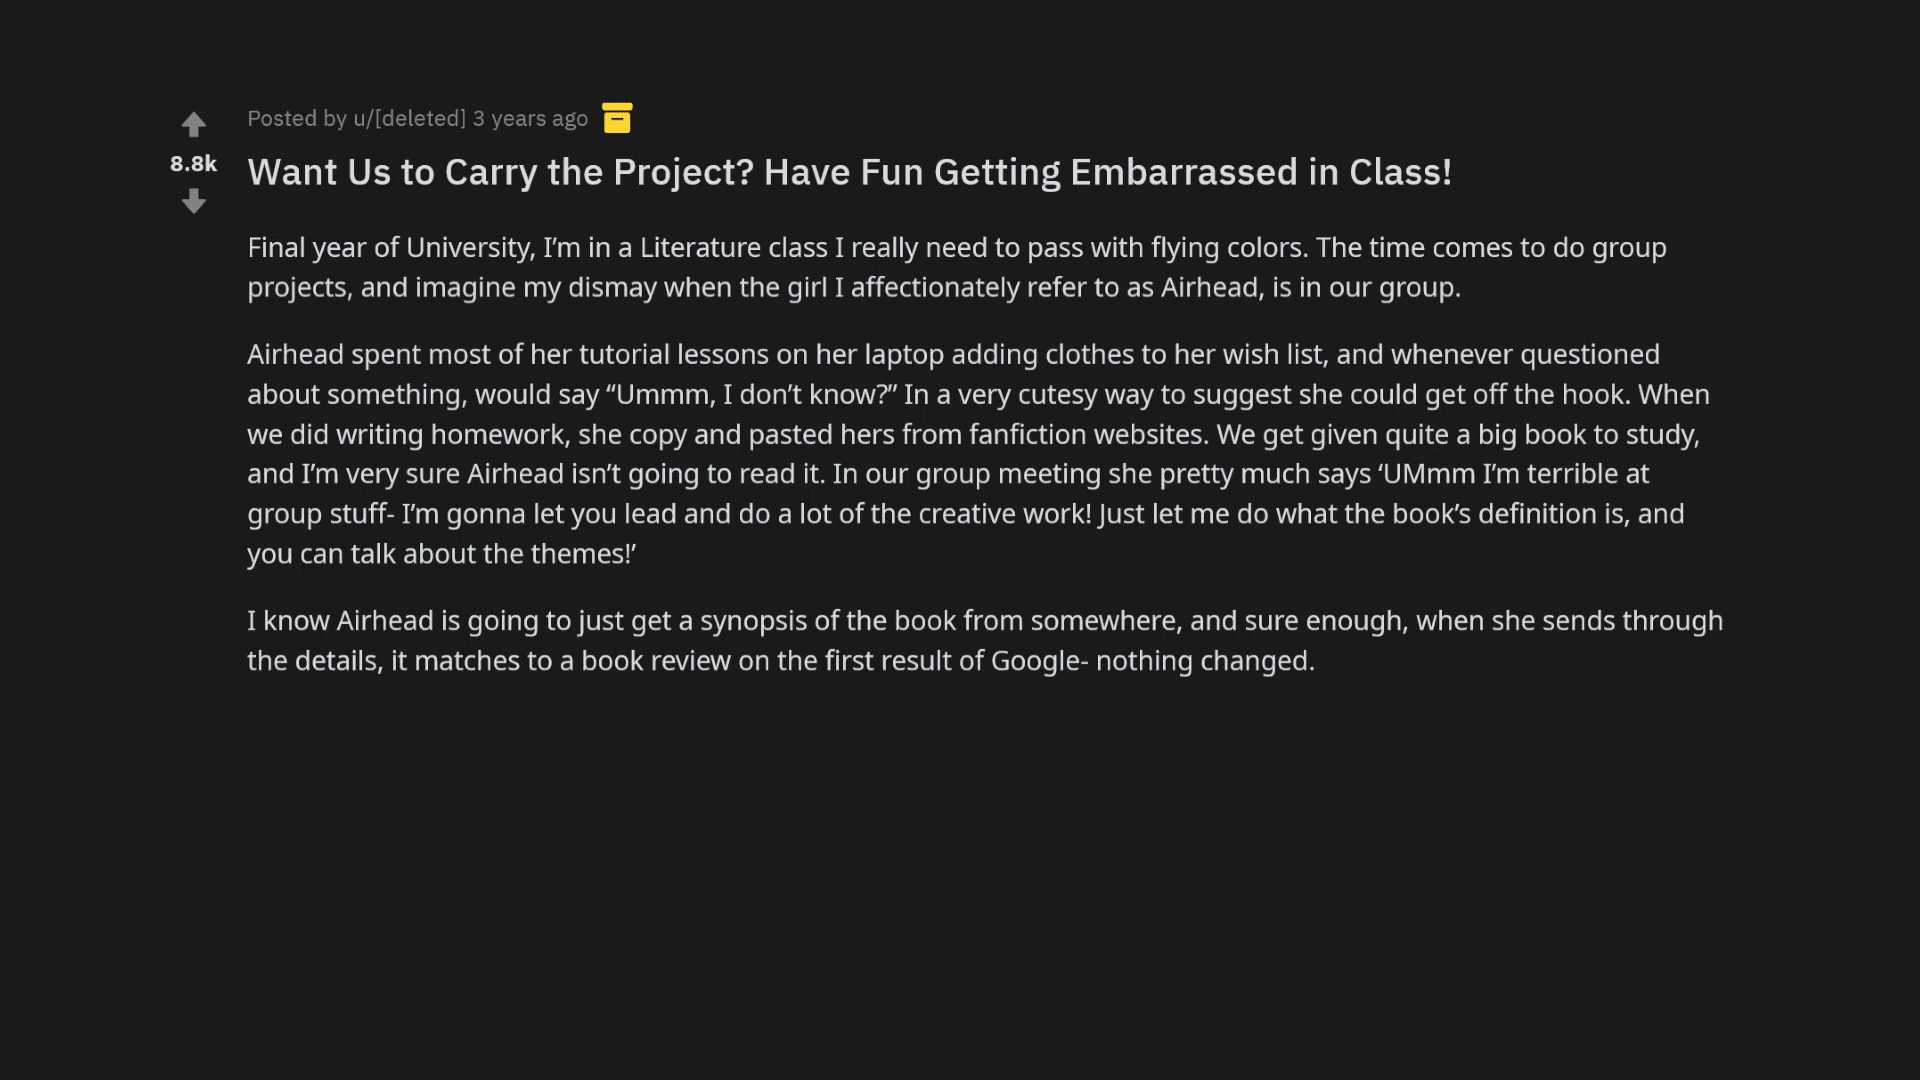 Posted by u/[deleted] 3 years ago
8.8k
Want Us to Carry the Project? Have Fun Getting Embarrassed in Class!
Final year of University, I’m in a Literature class I really need to pass with flying colors. The time comes to do group
projects, and imagine my dismay when the girl I affectionately refer to as Airhead, is in our group.
Airhead spent most of her tutorial lessons on her laptop adding clothes to her wish list, and whenever questioned
about something, would say “Ummm, I don’t know?” In a very cutesy way to suggest she could get off the hook. When
we did writing homework, she copy and pasted hers from fanfiction websites. We get given quite a big book to study,
and I’m very sure Airhead isn’t going to read it. In our group meeting she pretty much says ‘UMmm I’m terrible at
group stuff- I’m gonna let you lead and do a lot of the creative work! Just let me do what the book’s definition is, and
you can talk about the themes!’
I know Airhead is going to just get a synopsis of the book from somewhere, and sure enough, when she sends through
the details, it matches to a book review on the first result of Google- nothing changed.